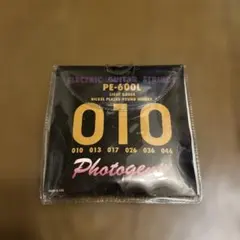 ELECTRIC GUITAR STRINGS
PE-600L
LIGHT GAUGE
NICKEL PLATED ROUND WOUND
010
010 013 017 026 036 046
Photogenic